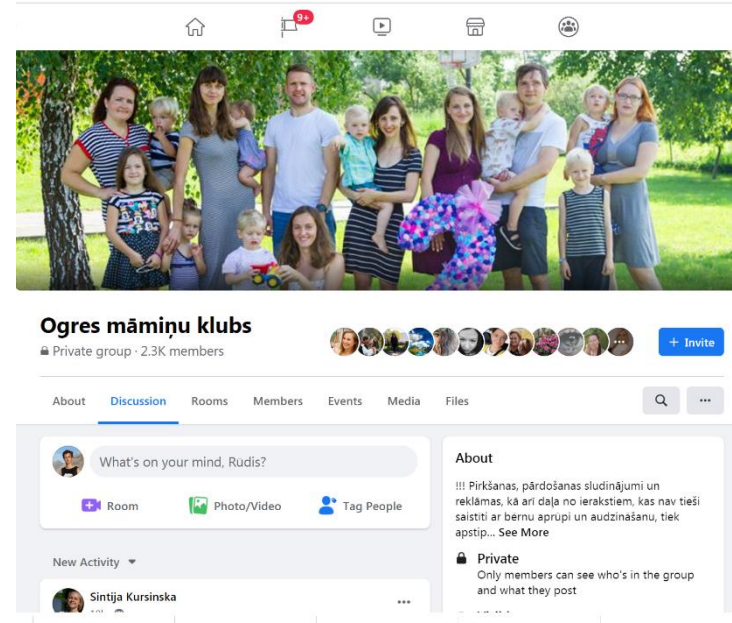 9+
Ogres māmiņu klubs
Private group · 2.3K members
+ Invite
About Discussion Rooms Members Events Media Files
What's on your mind, Rūdis?
Room Photo/Video Tag People
New Activity
Sintija Kursinska
About
!!! Pirkšanas, pārdošanas sludinājumi un
reklāmas, kā arī daļa no ierakstiem, kas nav tieši
saistīti ar bērnu aprūpi un audzināšanu, tiek
apstip... See More
Private
Only members can see who's in the group
and what they post